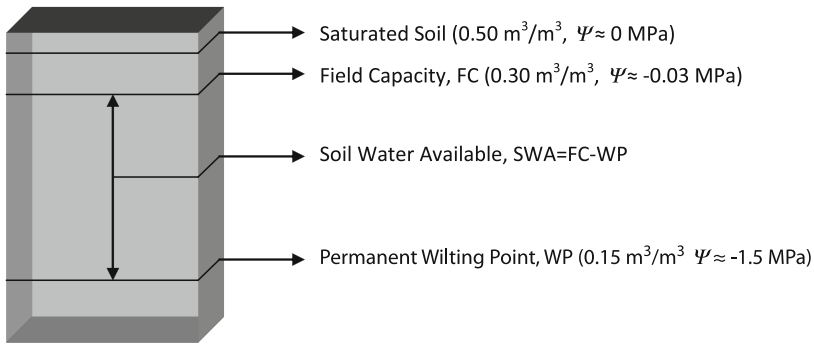 Saturated Soil (0.50 m³/m³, Ψ≈ 0 MPa)
Field Capacity, FC (0.30 m³/m³, Ψ≈ -0.03 MPa)
Soil Water Available, SWA=FC-WP
Permanent Wilting Point, WP (0.15 m³/m³ Ψ≈ -1.5 MPa)